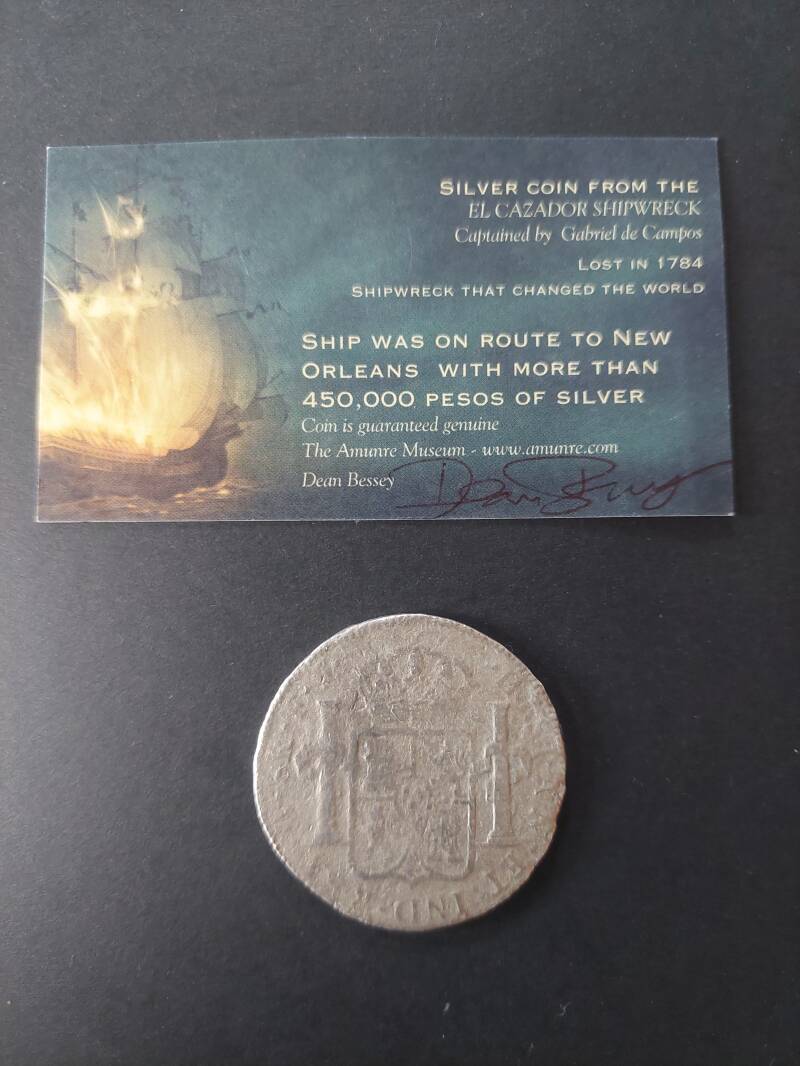 SILVER COIN FROM THE
EL CAZADOR SHIPWRECK
Captained by Gabriel de Campos
LOST IN 1784
SHIPWRECK THAT CHANGED THE WORLD
SHIP WAS ON ROUTE TO NEW
ORLEANS WITH MORE THAN
450,000 PESOS OF SILVER
Coin is guaranteed genuine
The Amunre Museum - www.amunre.com
Dean Bessey
ET IND